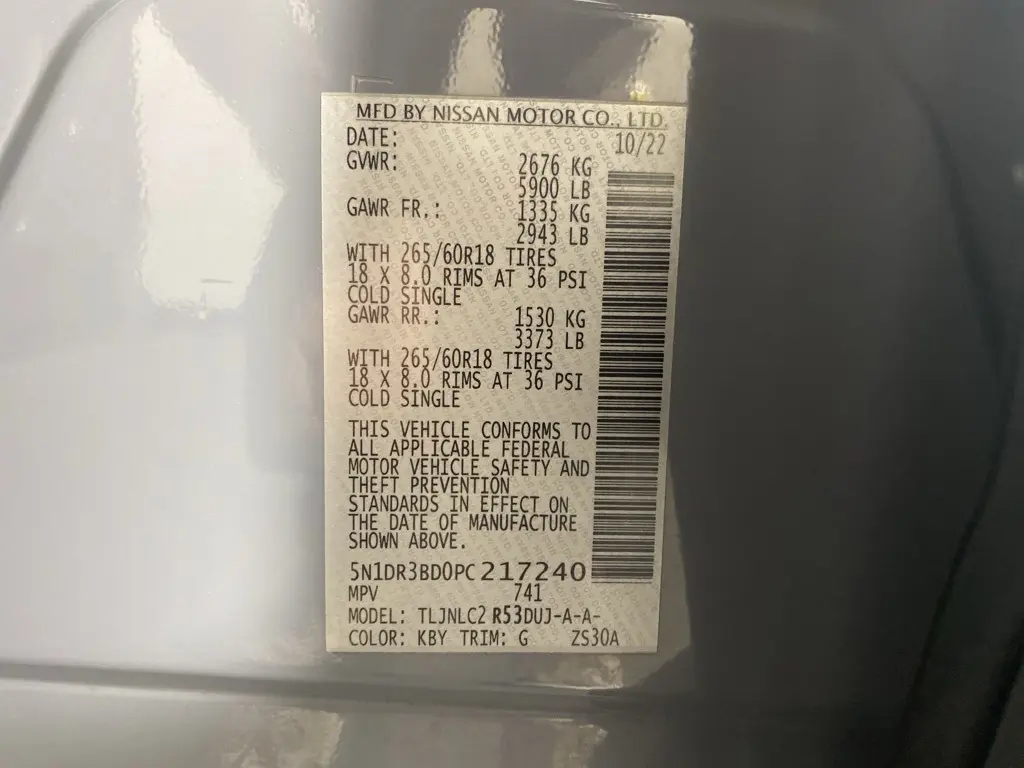 MFD BY NISSAN MOTOR CO., LTD.
DATE: 10/22
GVWR: 2676 KG
5900 LB
GAWR FR.: 1335 KG
2943 LB
WITH 265/60R18 TIRES
18 X 8.0 RIMS AT 36 PSI
COLD SINGLE
GAWR RR.: 1530 KG
3373 LB
WITH 265/60R18 TIRES
18 X 8.0 RIMS AT 36 PSI
COLD SINGLE
THIS VEHICLE CONFORMS TO
ALL APPLICABLE FEDERAL
MOTOR VEHICLE SAFETY AND
THEFT PREVENTION
STANDARDS IN EFFECT ON
THE DATE OF MANUFACTURE
SHOWN ABOVE.
5N1DR3BD0PC217240
MPV 741
MODEL: TLJNLC2 R53DUJ-A-A-
COLOR: KBY TRIM: G ZS30A